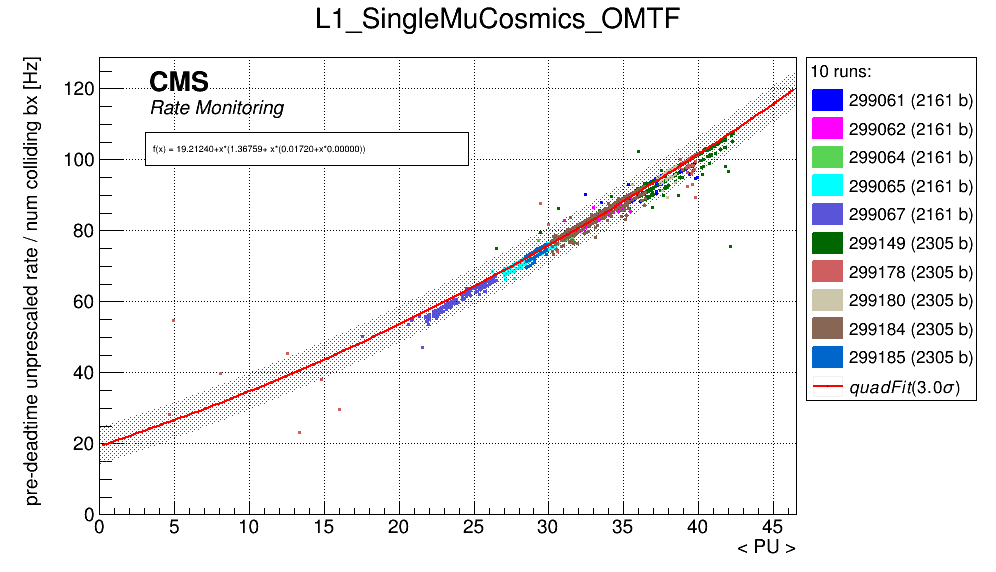 L1_SingleMuCosmics_OMTF
pre-deadtime unprescaled rate / num colliding bx [Hz]
CMS
Rate Monitoring
f(x) = 19.21240+x*(1.36759+ x*(0.01720+x*0.00000))
120
100
80
60
40
20
0
0 5 10 15 20 25 30 35 40 45
< PU >
10 runs:
299061 (2161 b)
299062 (2161 b)
299064 (2161 b)
299065 (2161 b)
299067 (2161 b)
299149 (2305 b)
299178 (2305 b)
299180 (2305 b)
299184 (2305 b)
299185 (2305 b)
quadFit(3.0σ)